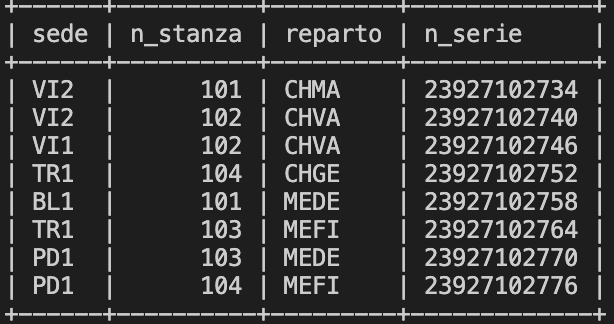 +------+----------+---------+-------------+
| sede | n_stanza | reparto | n_serie     |
+------+----------+---------+-------------+
| VI2  |      101 | CHMA    | 23927102734 |
| VI2  |      102 | CHVA    | 23927102740 |
| VI1  |      102 | CHVA    | 23927102746 |
| TR1  |      104 | CHGE    | 23927102752 |
| BL1  |      101 | MEDE    | 23927102758 |
| TR1  |      103 | MEFI    | 23927102764 |
| PD1  |      103 | MEDE    | 23927102770 |
| PD1  |      104 | MEFI    | 23927102776 |
+------+----------+---------+-------------+